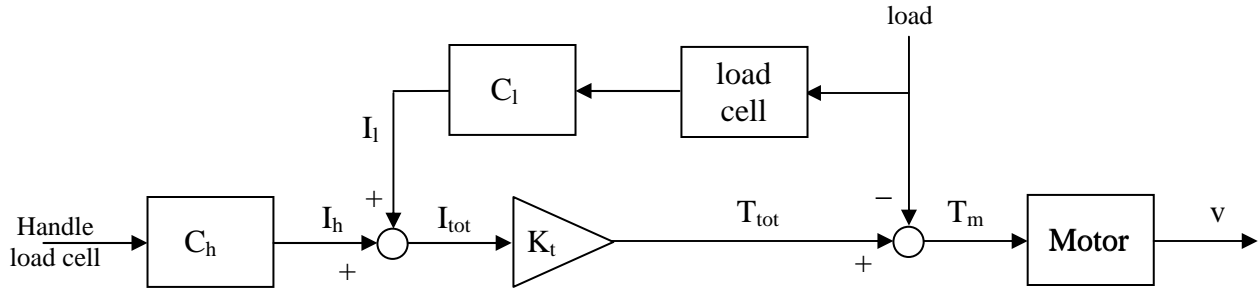 load
C_l
load
cell
I_l
+
−
Handle
load cell
C_h
I_h
+
I_tot
K_t
T_tot
+
T_m
Motor
v